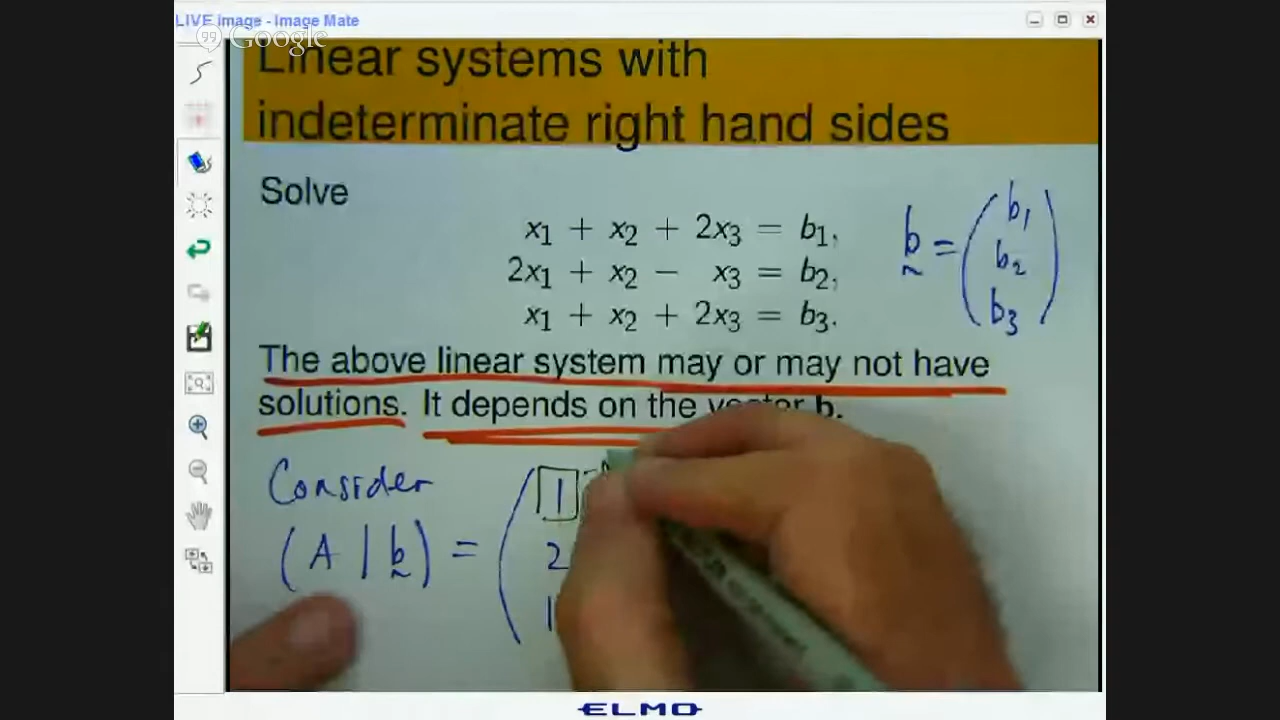 LIVE image - Image Mate
Google
Linear systems with
indeterminate right hand sides
Solve
x₁ + x₂ + 2x₃ = b₁,
2x₁ + x₂ − x₃ = b₂,
x₁ + x₂ + 2x₃ = b₃.
b = (b₁ b₂ b₃)
The above linear system may or may not have
solutions. It depends on the vector b.
Consider
(A | b) = ( 1
2
1
ELMO